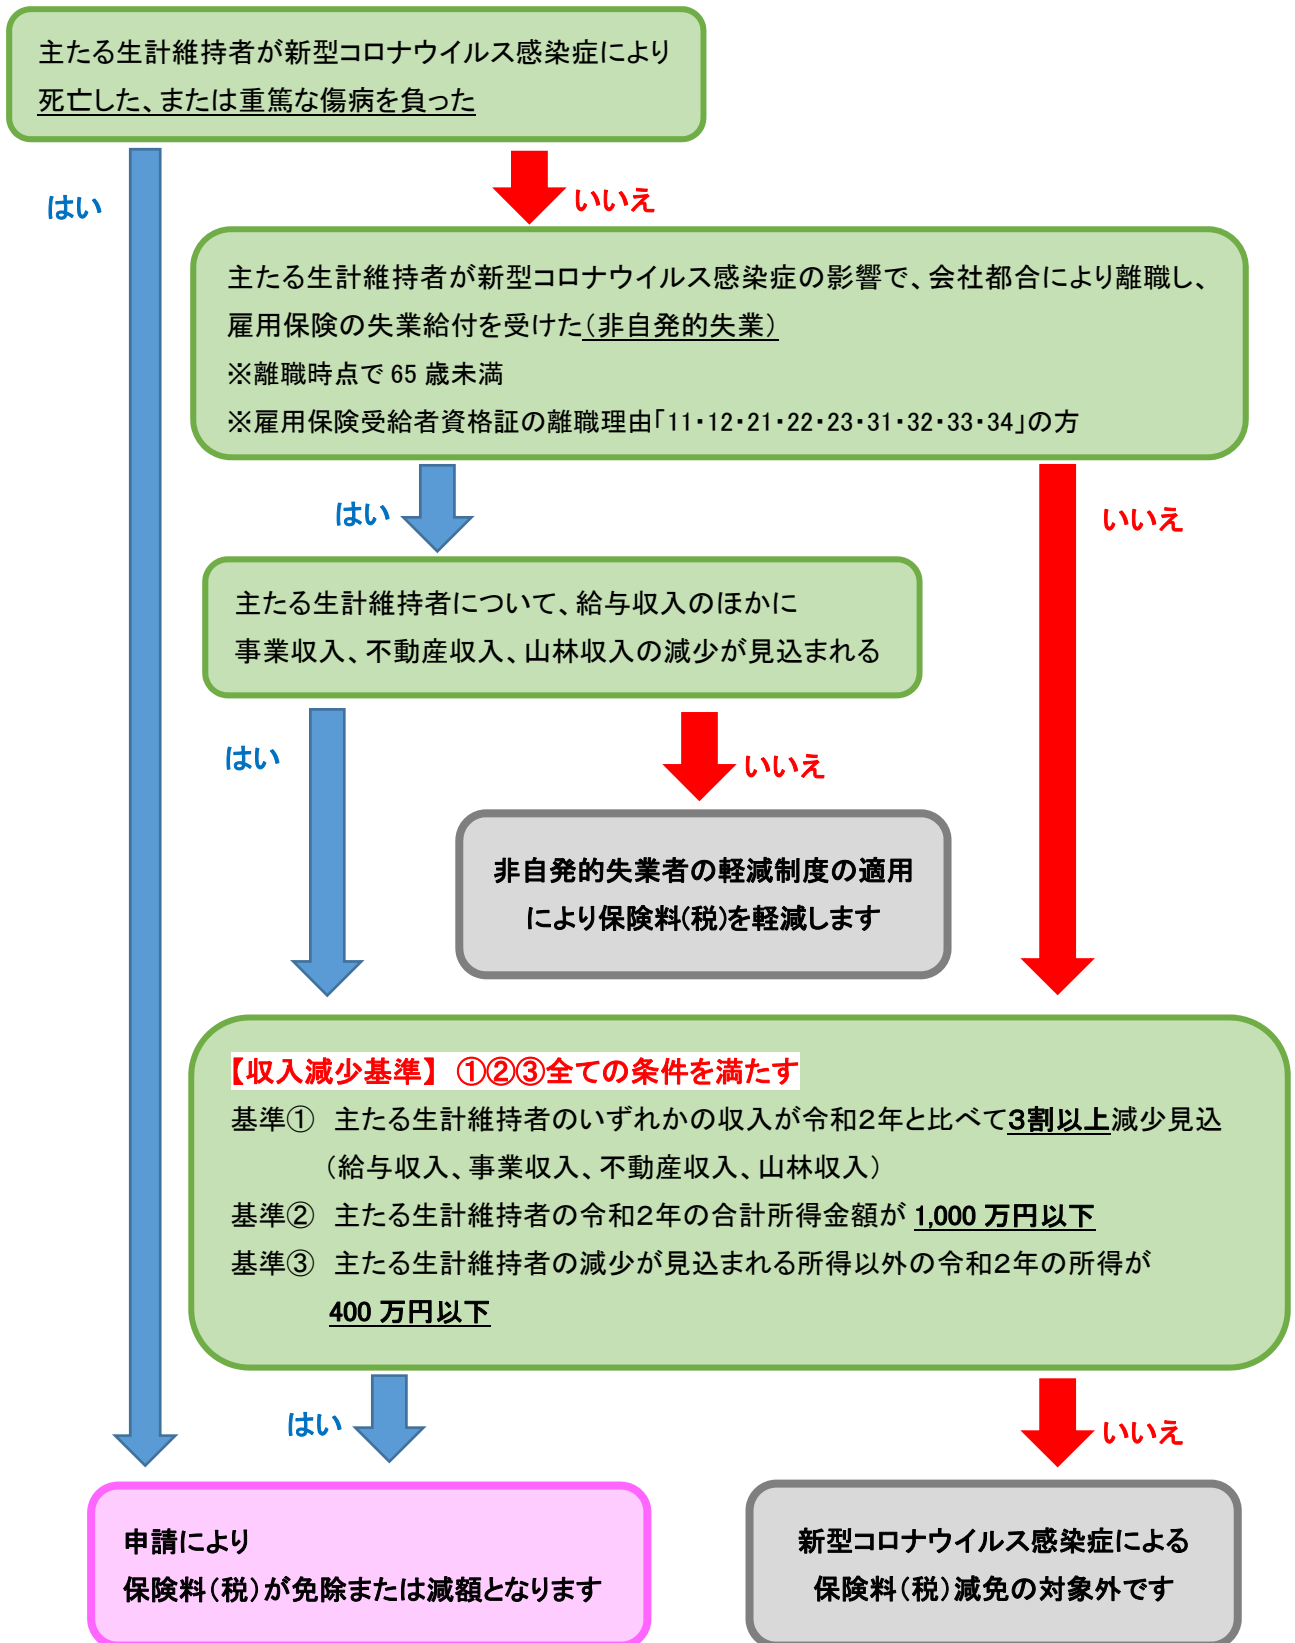 主たる生計維持者が新型コロナウイルス感染症により
死亡した、または重篤な傷病を負った
はい
いいえ
主たる生計維持者が新型コロナウイルス感染症の影響で、会社都合により離職し、
雇用保険の失業給付を受けた（非自発的失業）
※離職時点で 65 歳未満
※雇用保険受給者資格証の離職理由「11・12・21・22・23・31・32・33・34」の方
はい
いいえ
主たる生計維持者について、給与収入のほかに
事業収入、不動産収入、山林収入の減少が見込まれる
はい
いいえ
非自発的失業者の軽減制度の適用
により保険料(税)を軽減します
【収入減少基準】 ①②③全ての条件を満たす
基準①　主たる生計維持者のいずれかの収入が令和２年と比べて３割以上減少見込
（給与収入、事業収入、不動産収入、山林収入）
基準②　主たる生計維持者の令和２年の合計所得金額が 1,000 万円以下
基準③　主たる生計維持者の減少が見込まれる所得以外の令和２年の所得が
400 万円以下
はい
いいえ
申請により
保険料（税）が免除または減額となります
新型コロナウイルス感染症による
保険料（税）減免の対象外です